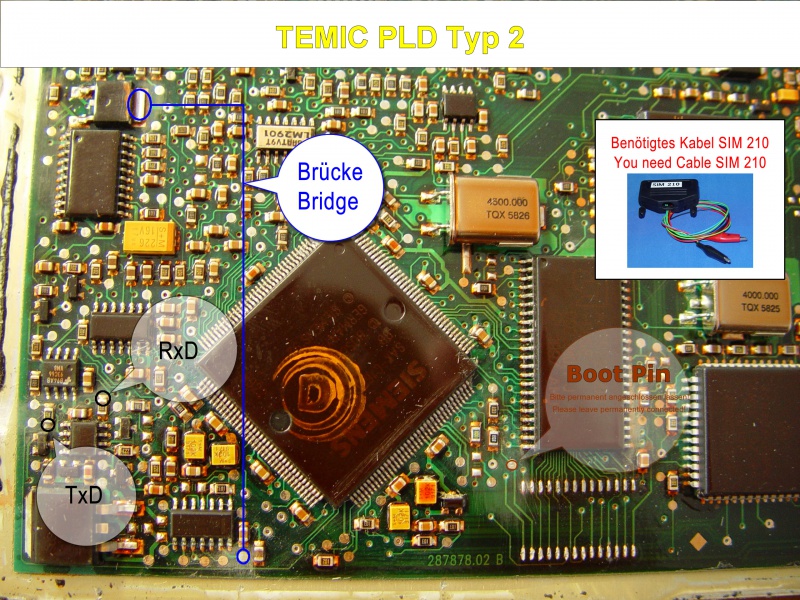 TEMIC PLD Typ 2
Benötigtes Kabel SIM 210
You need Cable SIM 210
SIM 210
LM2901
Brücke
Bridge
4500.000
TQX 5826
4000.000
TQX 5825
RxD
Boot Pin
Bitte permanent angeschlossen lassen
Please leave permanently connected
SIEMENS
D
TxD
287878.02 B